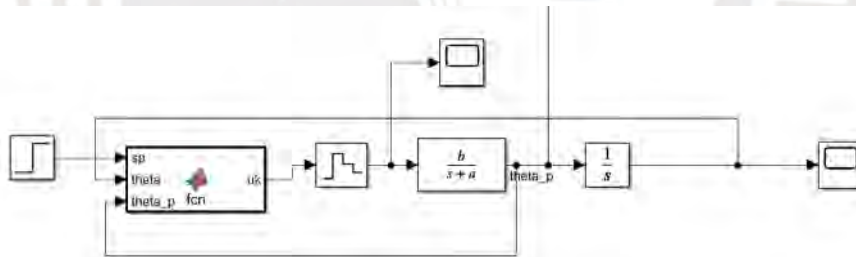 sp
theta
theta_p
fcn
uk
b
s + a
theta_p
1
s